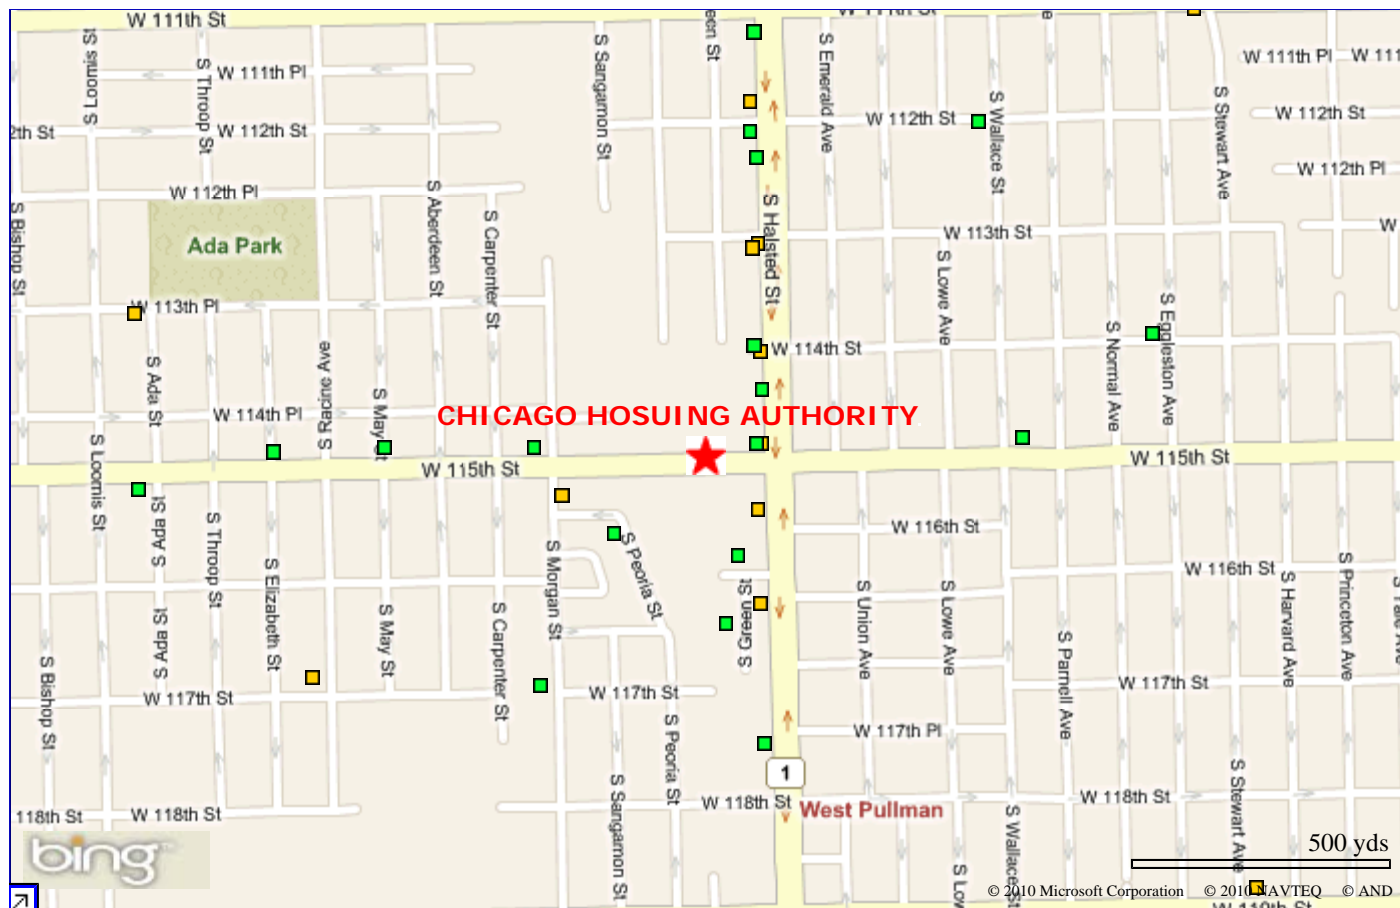 W 111th St
W 111th Pl
W 112th St
2th St
W 112th Pl
Ada Park
W 113th Pl
W 114th Pl
S Loomis St
S Throop St
S Bishop St
S Aberdeen St
S Carpenter St
S Sangamon St
S Emerald Ave
S Halsted St
W 112th St
S Wallace St
S Stewart Ave
W 111th Pl
W 111
W 112th St
W 112th Pl
W
W 113th St
S Lowe Ave
W 114th St
S Normal Ave
S Eggleston Ave
S Ada St
S Racine Ave
S May St
CHICAGO HOSUING AUTHORITY
W 115th St
W 115th St
S Loomis St
S Ada St
S Throop St
S Elizabeth St
S Ada St
S May St
S Carpenter St
S Morgan St
S Peoria St
S Green St
W 116th St
W 116th St
S Union Ave
S Lowe Ave
S Parnell Ave
S Harvard Ave
S Princeton Ave
S Bishop St
W 117th St
W 117th St
W 117th St
W 117th Pl
S Peoria St
S Sangamon St
1
W 118th St
West Pullman
W 118th St
S Stewart Ave
S Wallace St
118th St
W 118th St
bing
500 yds
© 2010 Microsoft Corporation © 2010 NAVTEQ © AND